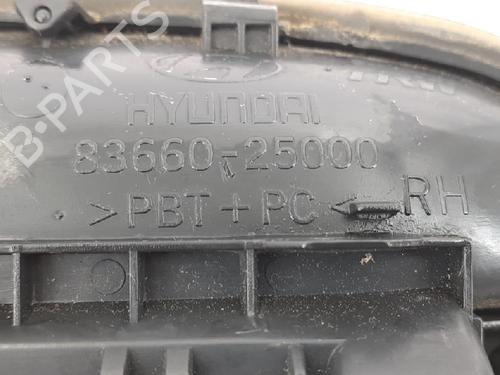 B-PARTS
HYUNDAI
83660-25000
>PBT+PC< RH